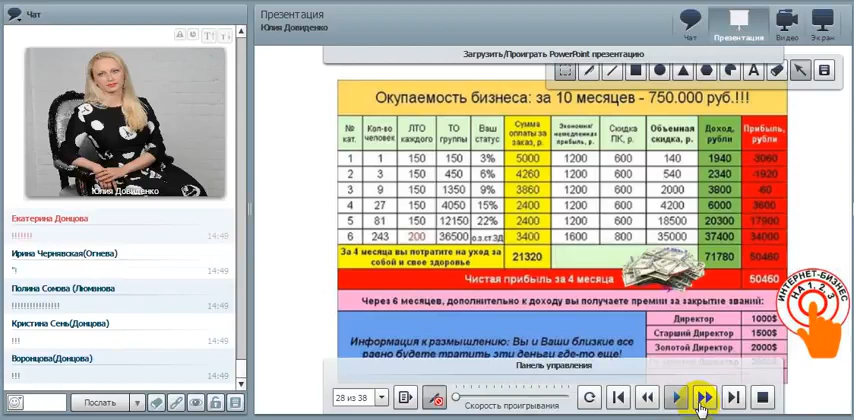 Чат
Презентация
Юлия Довиденко
Чат
Презентация
Видео
Экран
Загрузить/Проиграть PowerPoint презентацию
Юлия Довиденко
Екатерина Донцова
!!!!!!! 14:49
Ирина Чернявская(Огнева)
"! 14:49
Полина Сомова (Люманова
!!!!!!!!!!!!!!!! 14:49
Кристина Сень(Донцова)
!!! 14:49
Воронцова(Донцова)
!!! 14:49
Послать
Окупаемость бизнеса: за 10 месяцев - 750.000 руб.!!!
№ кат. Кол-во человек ЛТО каждого ТО группы Ваш статус Сумма оплаты за заказ, р. Экономия/немедленная прибыль, р. Скидка ПК, р. Объемная скидка, р. Доход, рубли Прибыль, рубли
1 1 150 150 3% 5000 1200 600 140 1940 -3060
2 3 150 450 6% 4260 1200 600 540 2340 -1920
3 9 150 1350 9% 3860 1200 600 2000 3800 -60
4 27 150 4050 15% 2400 1200 600 4200 6000 3600
5 81 150 12150 22% 2400 1200 600 18500 20300 17900
6 243 200 36500 о.з.ст.ЗД 3400 1600 800 35000 37400 34000
За 4 месяца вы потратите на уход за собой и свое здоровье 21320 71780 50460
Чистая прибыль за 4 месяца 50460
Через 6 месяцев, дополнительно к доходу вы получаете премии за закрытие званий:
Директор 1000$
Старший Директор 1500$
Золотой Директор 2000$
Информация к размышлению: Вы и Ваши близкие все
равно будете тратить эти деньги где-то еще!
ИНТЕРНЕТ-БИЗНЕС
НА 1, 2, 3
Панель управления
28 из 38
Скорость проигрывания